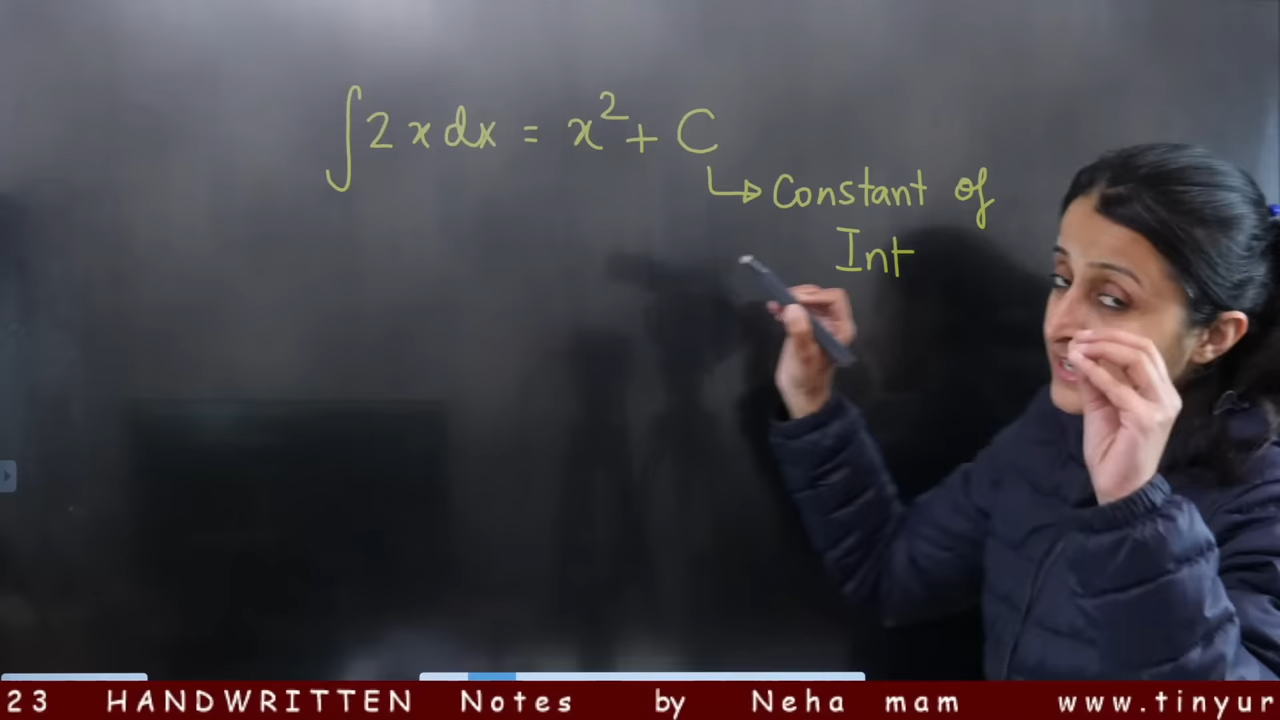 ∫2x dx = x² + C
↳ Constant of
Int
23 HANDWRITTEN Notes by Neha mam www.tinyur